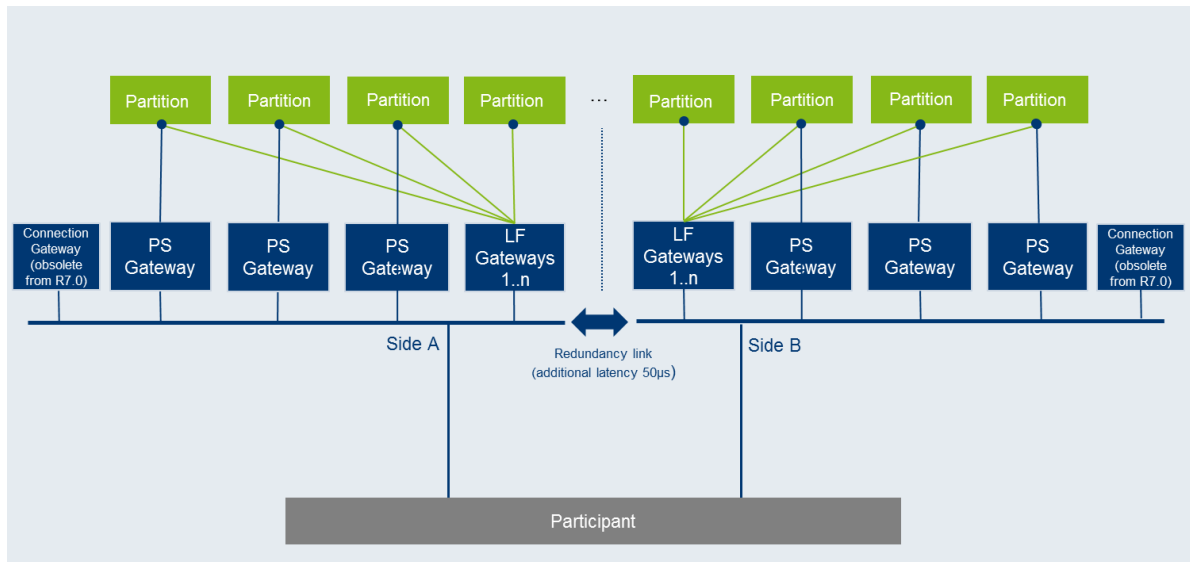 Partition
Partition
Partition
Partition
...
Partition
Partition
Partition
Partition
Connection
Gateway
(obsolete
from R7.0)
PS
Gateway
PS
Gateway
PS
Gateway
LF
Gateways
1..n
LF
Gateways
1..n
PS
Gateway
PS
Gateway
PS
Gateway
Connection
Gateway
(obsolete
from R7.0)
Side A
Redundancy link
(additional latency 50µs)
Side B
Participant